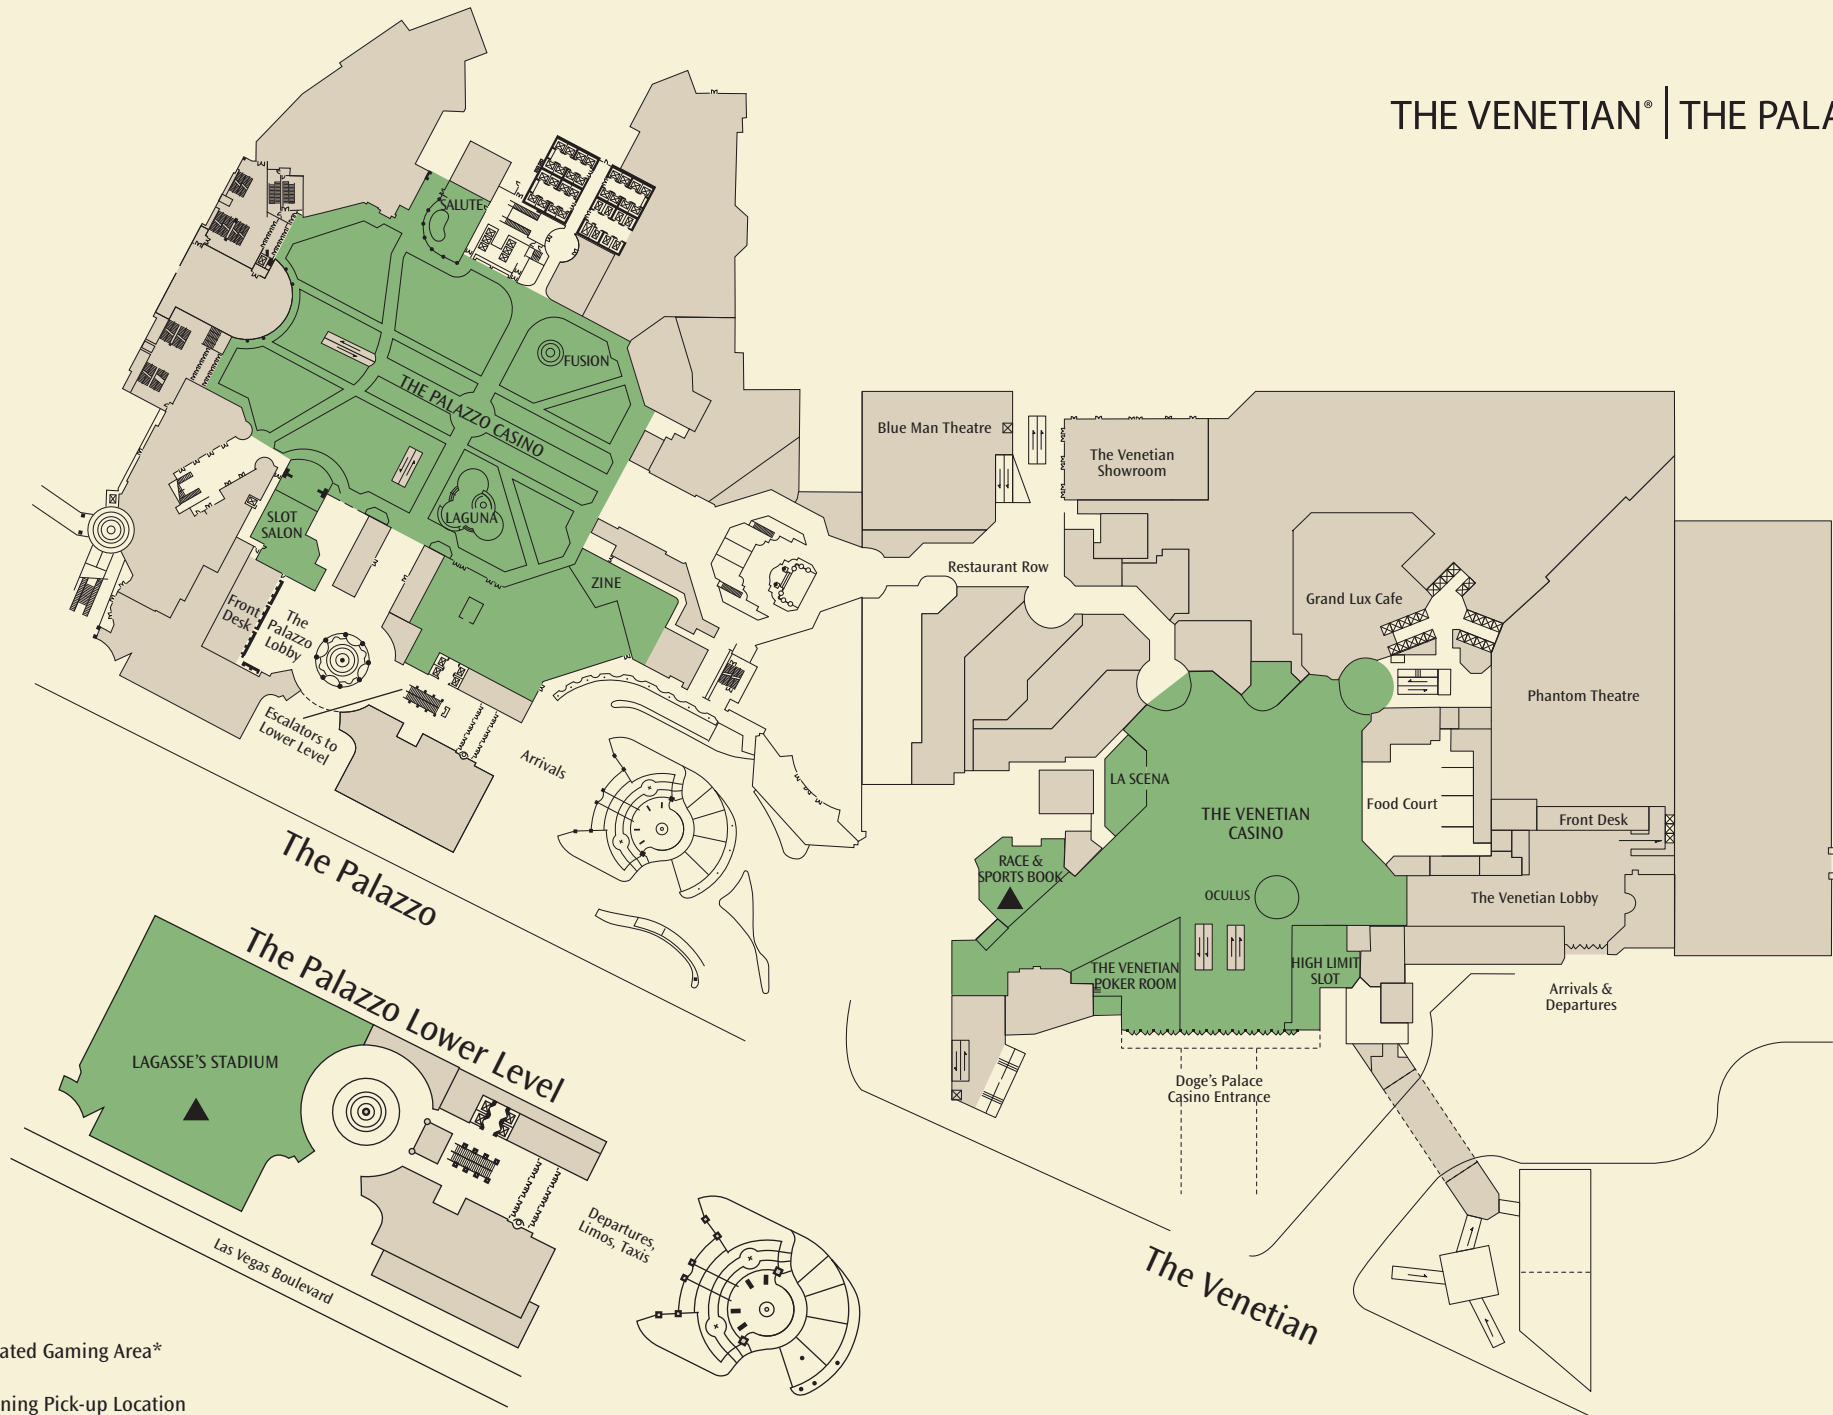 THE VENETIAN® | THE PALA
SALUTE
FUSION
THE PALAZZO CASINO
LAGUNA
SLOT
SALON
ZINE
Front
Desk
The
Palazzo
Lobby
Escalators to
Lower Level
Arrivals
The Palazzo
Blue Man Theatre
The Venetian
Showroom
Restaurant Row
Grand Lux Cafe
Phantom Theatre
LA SCENA
THE VENETIAN
CASINO
Food Court
Front Desk
RACE &
SPORTS BOOK
OCULUS
The Venetian Lobby
THE VENETIAN
POKER ROOM
HIGH LIMIT
SLOT
Arrivals &
Departures
Doge's Palace
Casino Entrance
The Venetian
The Palazzo Lower Level
LAGASSE'S STADIUM
Departures,
Limos, Taxis
Las Vegas Boulevard
ated Gaming Area*
ning Pick-up Location